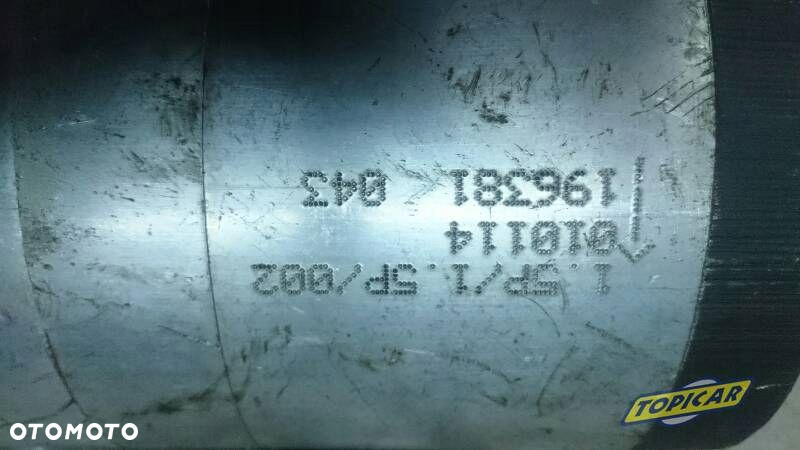 1.5P/1.5P/002
010114
196381 043
TOPICAR
OTOMOTO